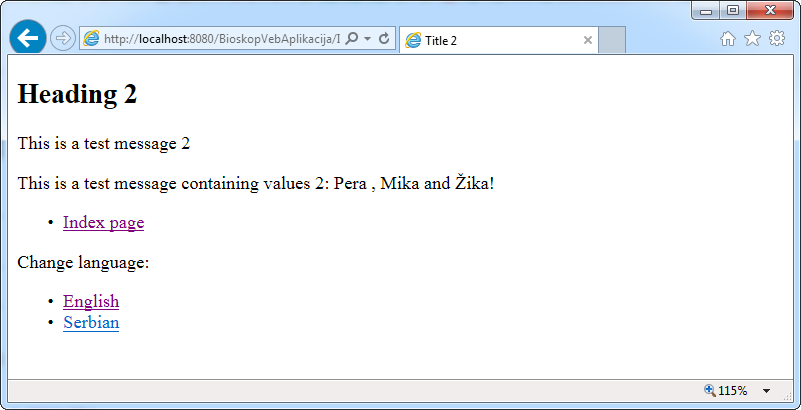 http://localhost:8080/BioskopVebAplikacija/I
Title 2
Heading 2
This is a test message 2
This is a test message containing values 2: Pera , Mika and Žika!
• Index page
Change language:
• English
• Serbian
115%